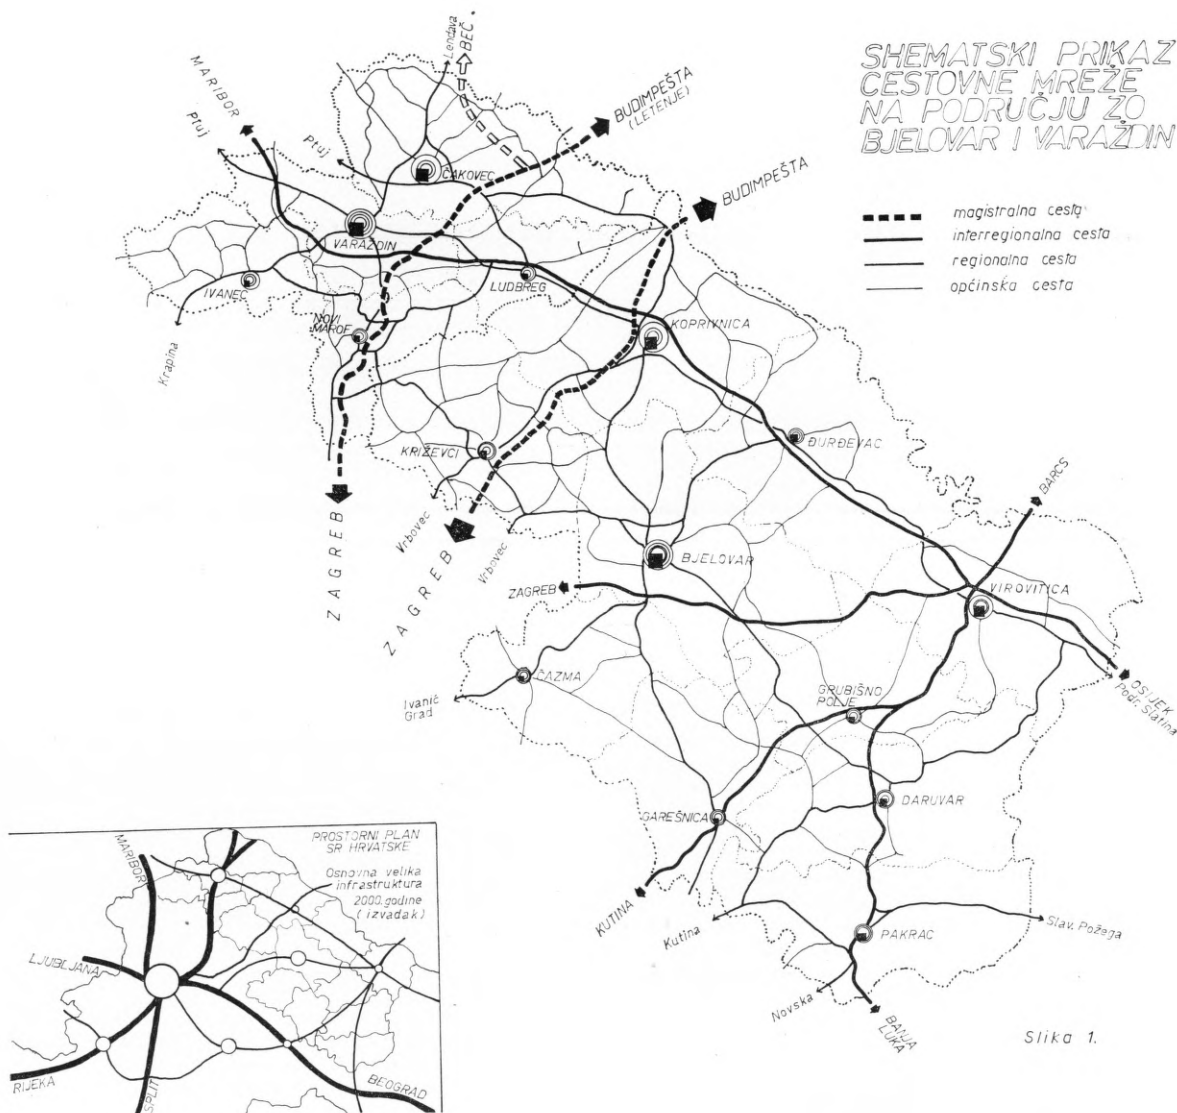 SHEMATSKI PRIKAZ
CESTOVNE MREŽE
NA PODRUČJU ZO
BJELOVAR I VARAŽDIN
magistralna cesta
interregionalna cesta
regionalna cesta
općinska cesta
Lendava
BEČ.
MARIBOR
Ptuj
Ptuj
BUDIMPEŠTA
(LETENJE)
BUDIMPEŠTA
ČAKOVEC
VARAŽDIN
IVANEC
LUDBREG
NOVI
MAROF
KOPRIVNICA
Krapina
KRIŽEVCI
ĐURĐEVAC
BARCS
Vrbovec
Vrbovec
ZAGREB
ZAGREB
BJELOVAR
ZAGREB
VIROVITICA
ČAZMA
Ivanić
Grad
GRUBIŠNO
POLJE
OSIJEK
Podr. Slatina
DARUVAR
GAREŠNICA
KUTINA
Kutina
PAKRAC
Slav. Požega
Novska
BANJA
LUKA
Slika 1.
PROSTORNI PLAN
SR HRVATSKE
Osnovna velika
infrastruktura
2000. godine
(izvadak)
MARIBOR
LJUBLJANA
RIJEKA
SPLIT
BEOGRAD